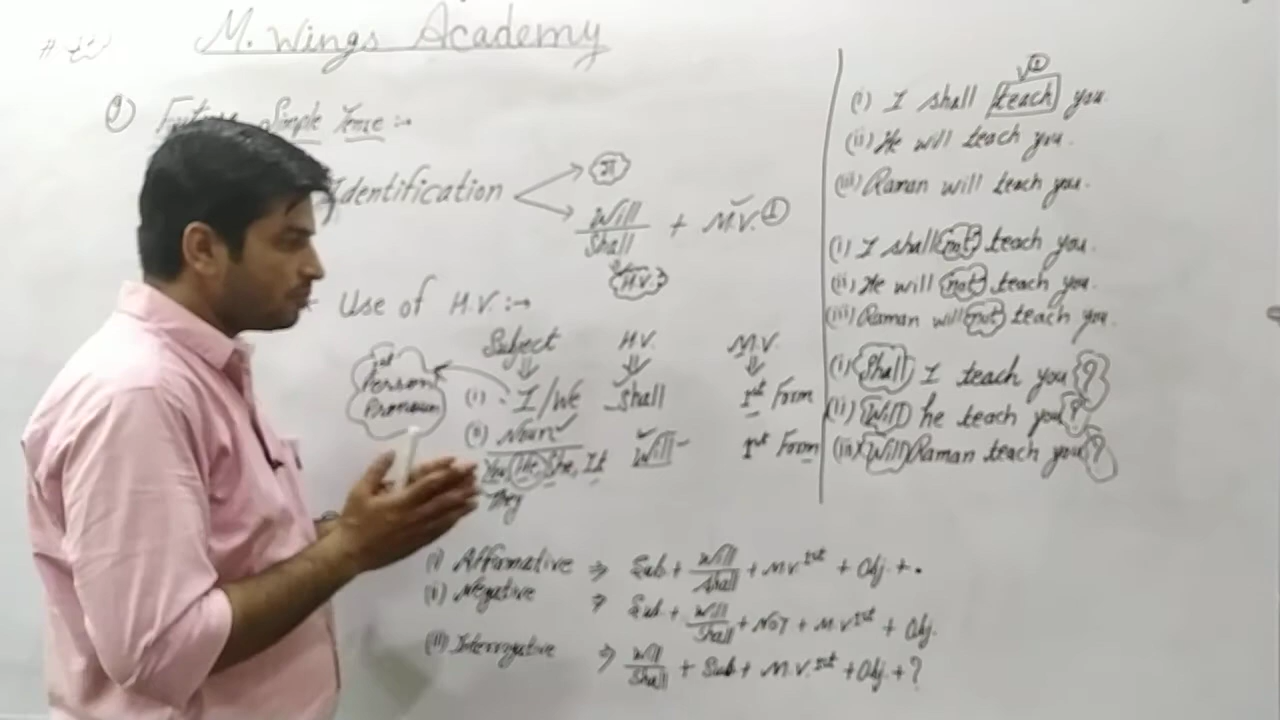 M. Wings Academy
① Future Simple Tense :→
Identification
गा
Will
Shall
+ M.V.①
H.V.
Use of H.V. :→
Subject H.V. M.V.
1st Person Pronoun
(i) I/We Shall 1st Form
(ii) Noun Will 1st Form
You, He, She, It
They
(i) Affirmative ⇒ Sub. + Will/Shall + M.V.1st + Obj. + .
(ii) Negative ⇒ Sub. + Will/Shall + NOT + M.V.1st + Obj.
(iii) Interrogative ⇒ Will/Shall + Sub + M.V.1st + Obj + ?
V①
(i) I shall teach you.
(ii) He will teach you.
(iii) Raman will teach you.
(i) I shall not teach you.
(ii) He will not teach you.
(iii) Raman will not teach you.
(i) Shall I teach you ?
(ii) Will he teach you ?
(iii) Will Raman teach you ?